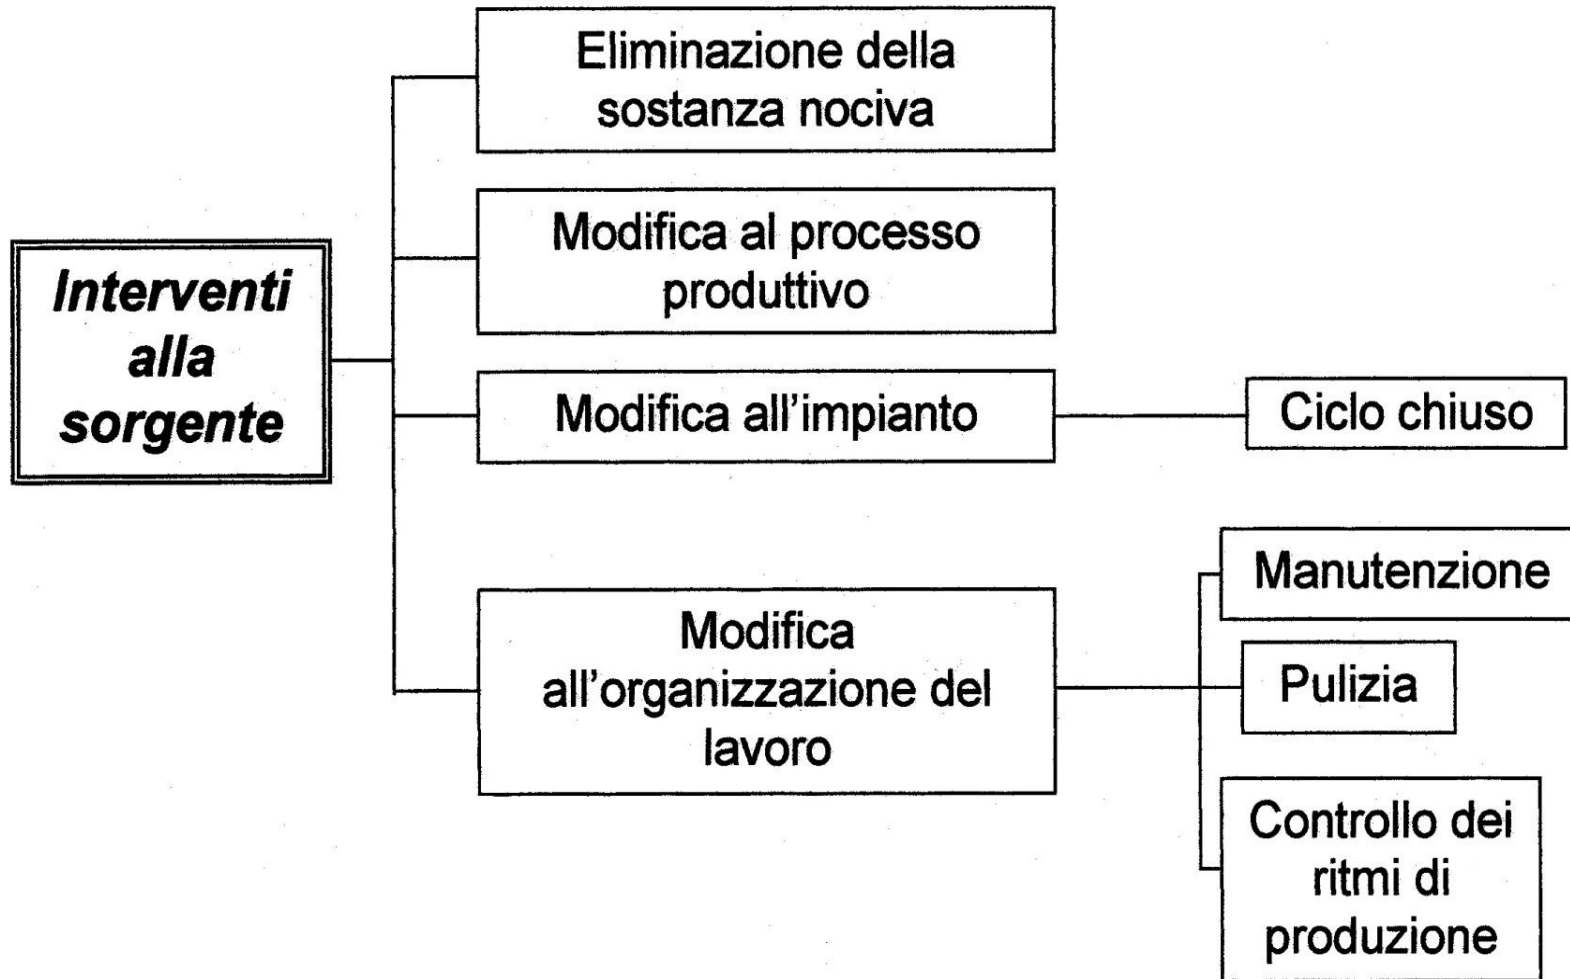 Interventi
alla
sorgente
Eliminazione della
sostanza nociva
Modifica al processo
produttivo
Modifica all'impianto
Ciclo chiuso
Modifica
all'organizzazione del
lavoro
Manutenzione
Pulizia
Controllo dei
ritmi di
produzione